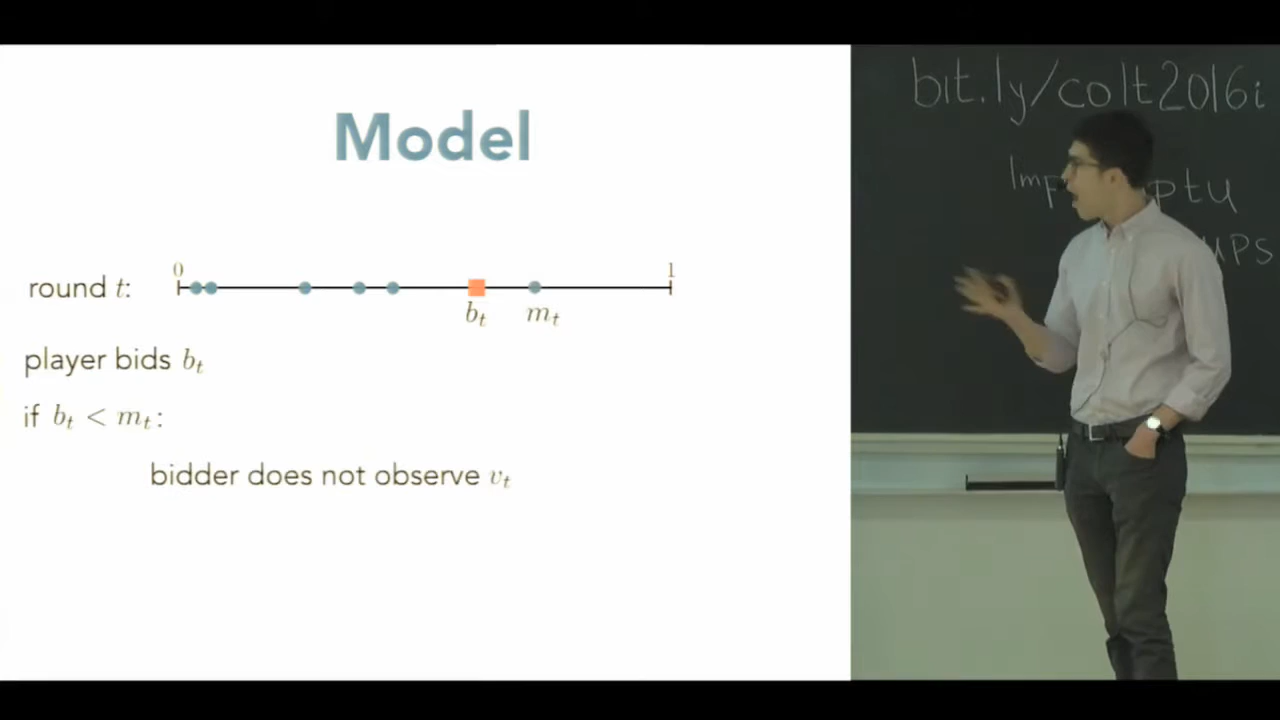 Model
0 1
round t:
b_t m_t
player bids b_t
if b_t < m_t:
bidder does not observe v_t
bit.ly/colt2016i